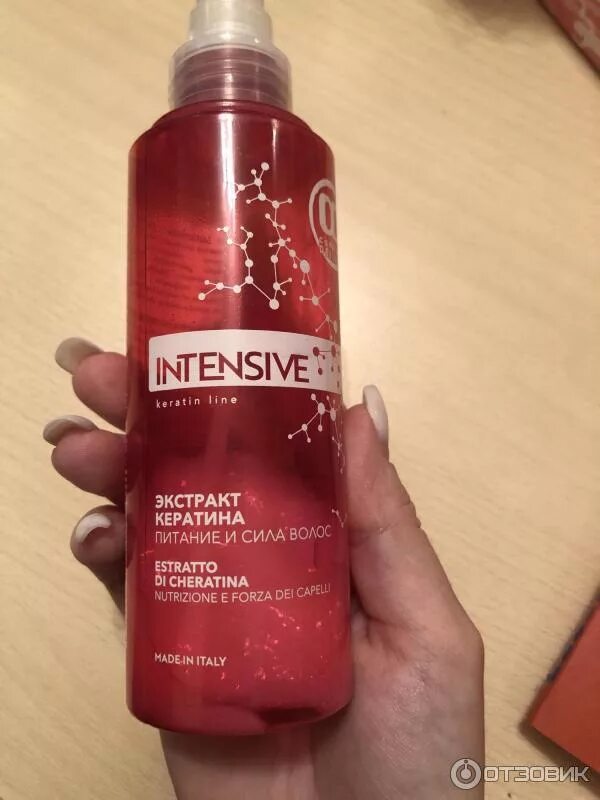 INTENSIVE
keratin line
ЭКСТРАКТ
КЕРАТИНА
ПИТАНИЕ И СИЛА ВОЛОС
ESTRATTO
DI CHERATINA
NUTRIZIONE E FORZA DEI CAPELLI
MADE IN ITALY
ОТЗОВИК